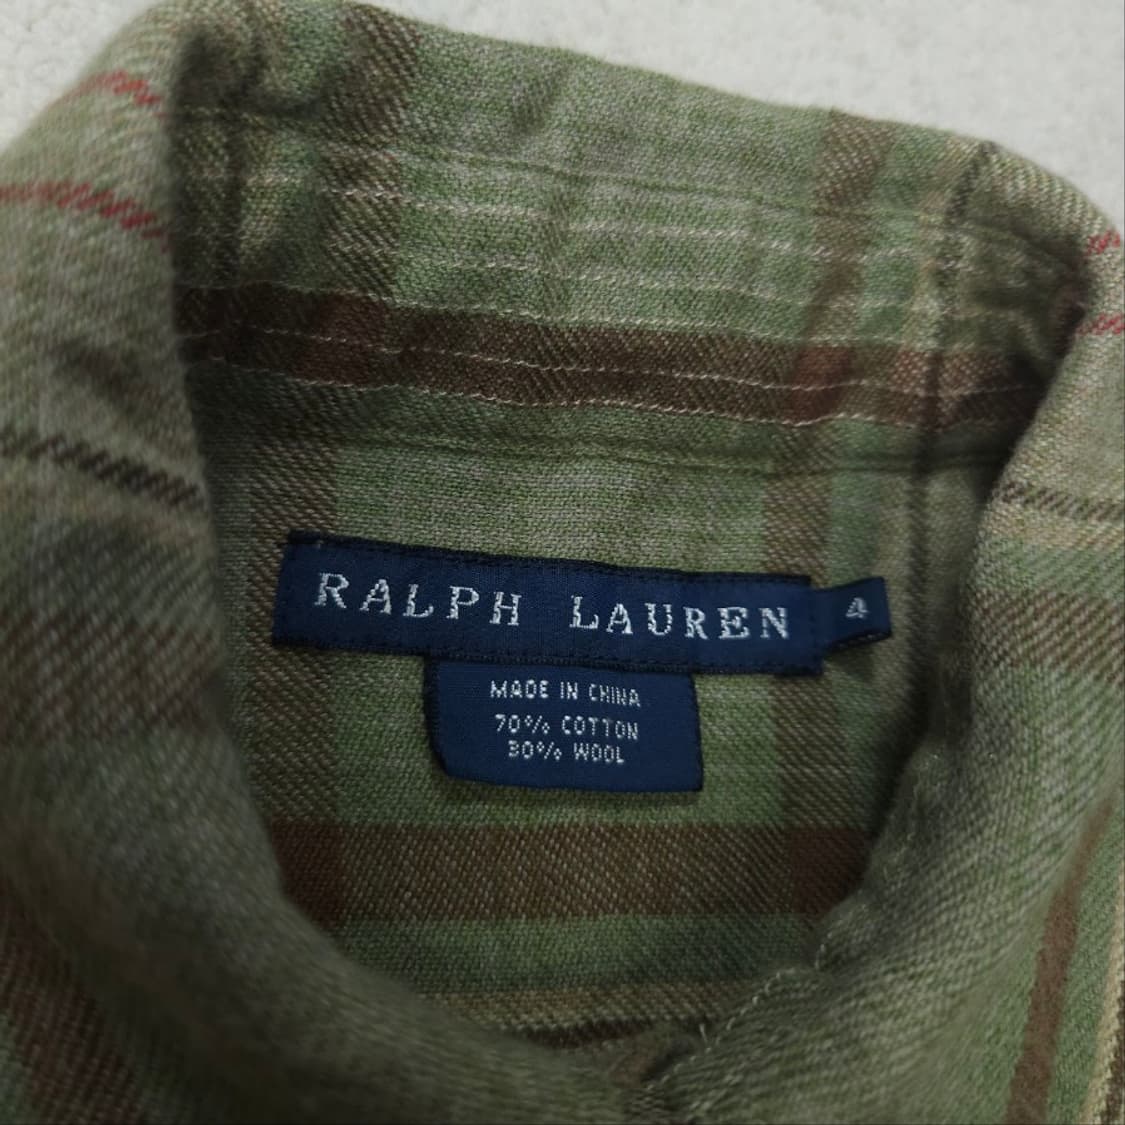 RALPH LAUREN 4
MADE IN CHINA
70% COTTON
30% WOOL